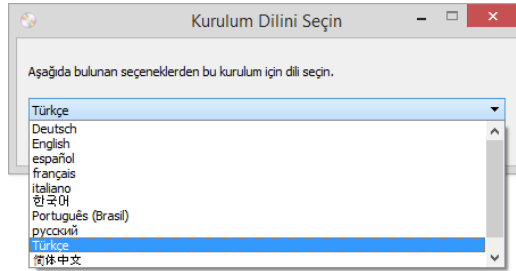 Kurulum Dilini Seçin
Aşağıda bulunan seçeneklerden bu kurulum için dili seçin.
Türkçe
Deutsch
English
español
français
italiano
한국어
Português (Brasil)
русский
Türkçe
简体中文